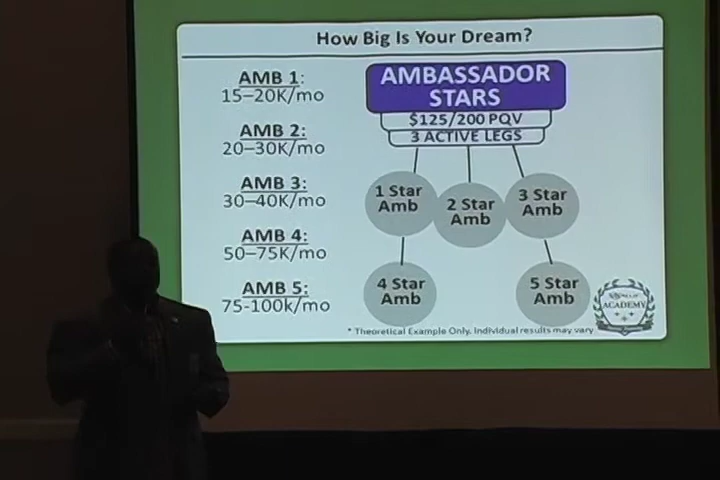 How Big Is Your Dream?
AMB 1:
15–20K/mo
AMB 2:
20–30K/mo
AMB 3:
30–40K/mo
AMB 4:
50–75K/mo
AMB 5:
75-100k/mo
AMBASSADOR
STARS
$125/200 PQV
3 ACTIVE LEGS
1 Star
Amb
2 Star
Amb
3 Star
Amb
4 Star
Amb
5 Star
Amb
ACADEMY
* Theoretical Example Only. Individual results may vary